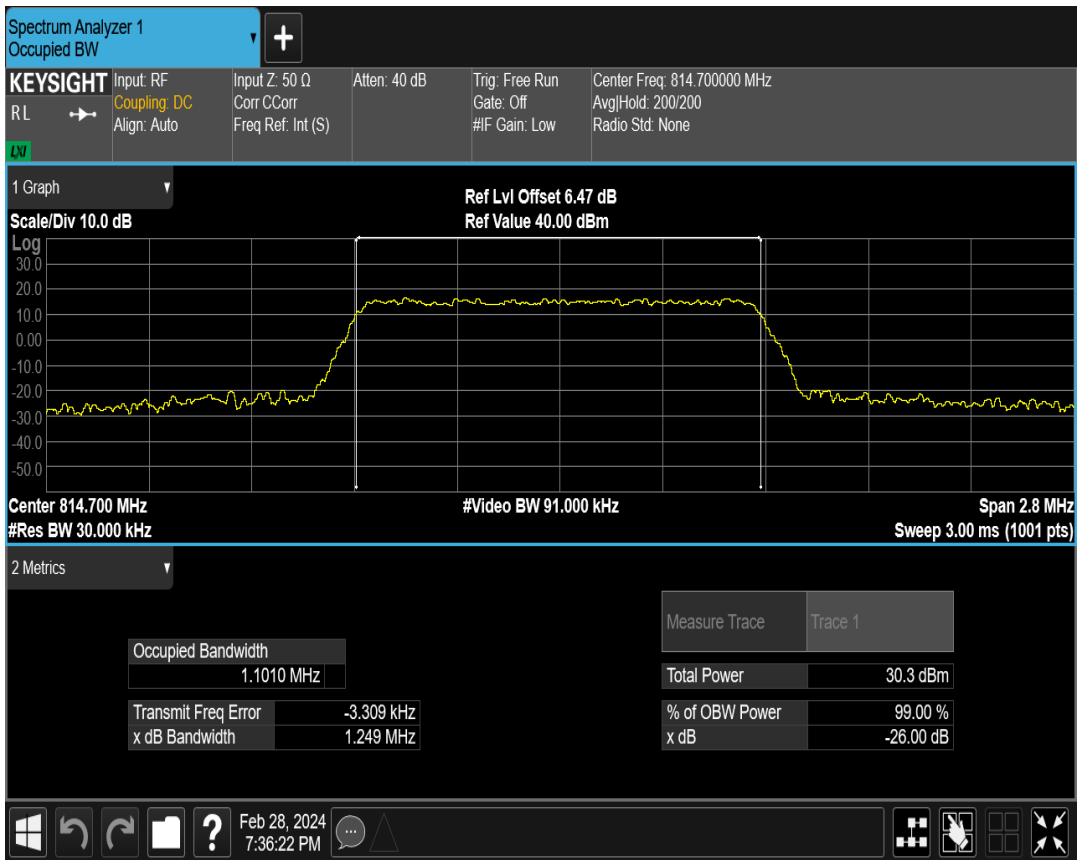 Spectrum Analyzer 1
Occupied BW
+
KEYSIGHT
RL
LXI
Input: RF
Coupling: DC
Align: Auto
Input Z: 50 Ω
Corr CCorr
Freq Ref: Int (S)
Atten: 40 dB
Trig: Free Run
Gate: Off
#IF Gain: Low
Center Freq: 814.700000 MHz
Avg|Hold: 200/200
Radio Std: None
1 Graph
Scale/Div 10.0 dB
Ref Lvl Offset 6.47 dB
Ref Value 40.00 dBm
Log
30.0
20.0
10.0
0.00
-10.0
-20.0
-30.0
-40.0
-50.0
Center 814.700 MHz
#Video BW 91.000 kHz
Span 2.8 MHz
#Res BW 30.000 kHz
Sweep 3.00 ms (1001 pts)
2 Metrics
Measure Trace Trace 1
Occupied Bandwidth
1.1010 MHz
Total Power 30.3 dBm
Transmit Freq Error -3.309 kHz
% of OBW Power 99.00 %
x dB Bandwidth 1.249 MHz
x dB -26.00 dB
?
Feb 28, 2024
7:36:22 PM